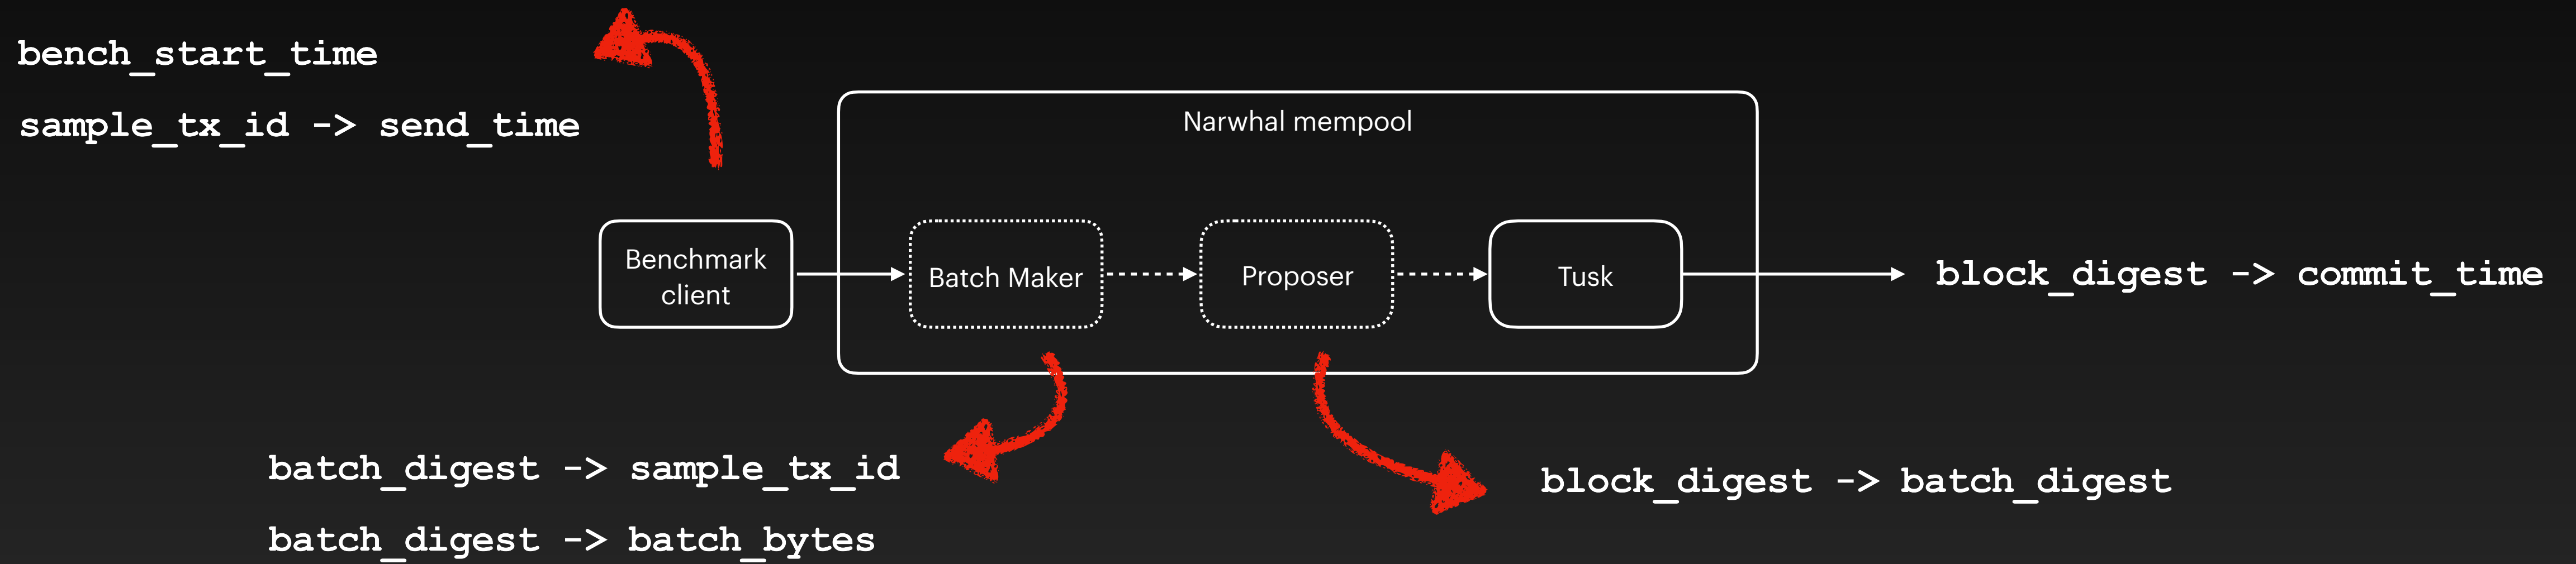 bench_start_time
sample_tx_id -> send_time
Narwhal mempool
Benchmark
client
Batch Maker
Proposer
Tusk
block_digest -> commit_time
batch_digest -> sample_tx_id
batch_digest -> batch_bytes
block_digest -> batch_digest